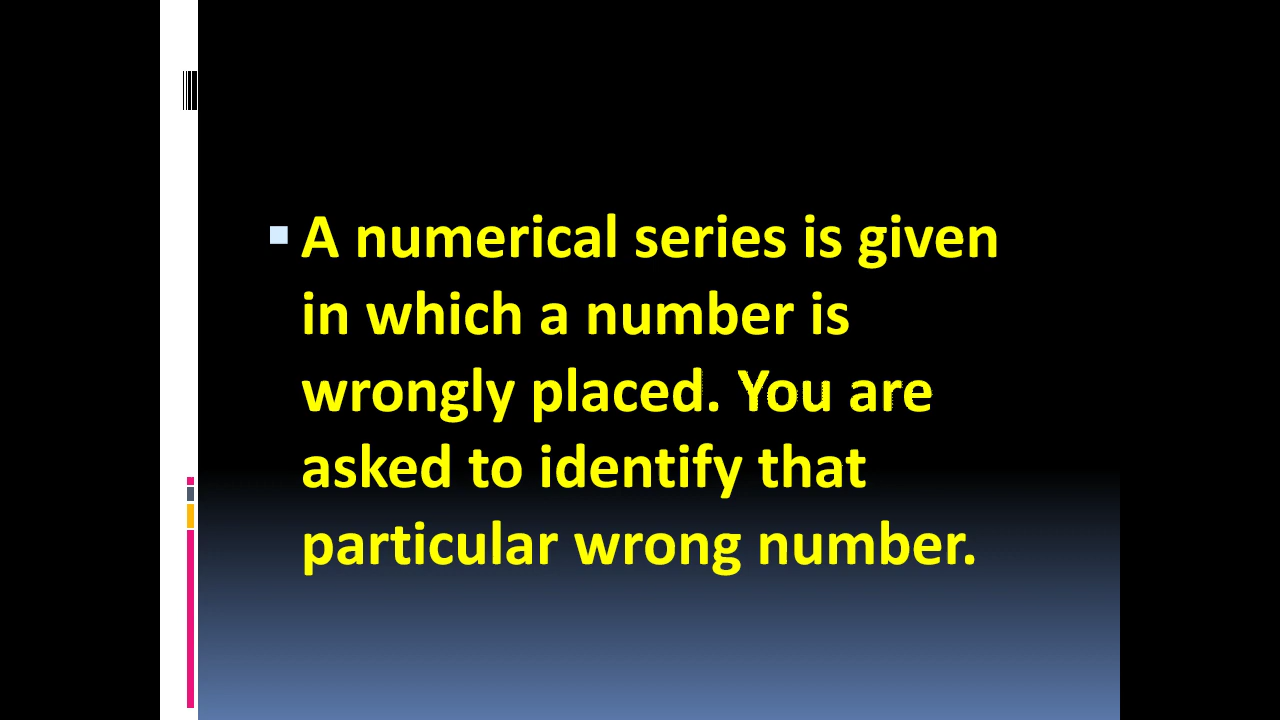 A numerical series is given
in which a number is
wrongly placed. You are
asked to identify that
particular wrong number.